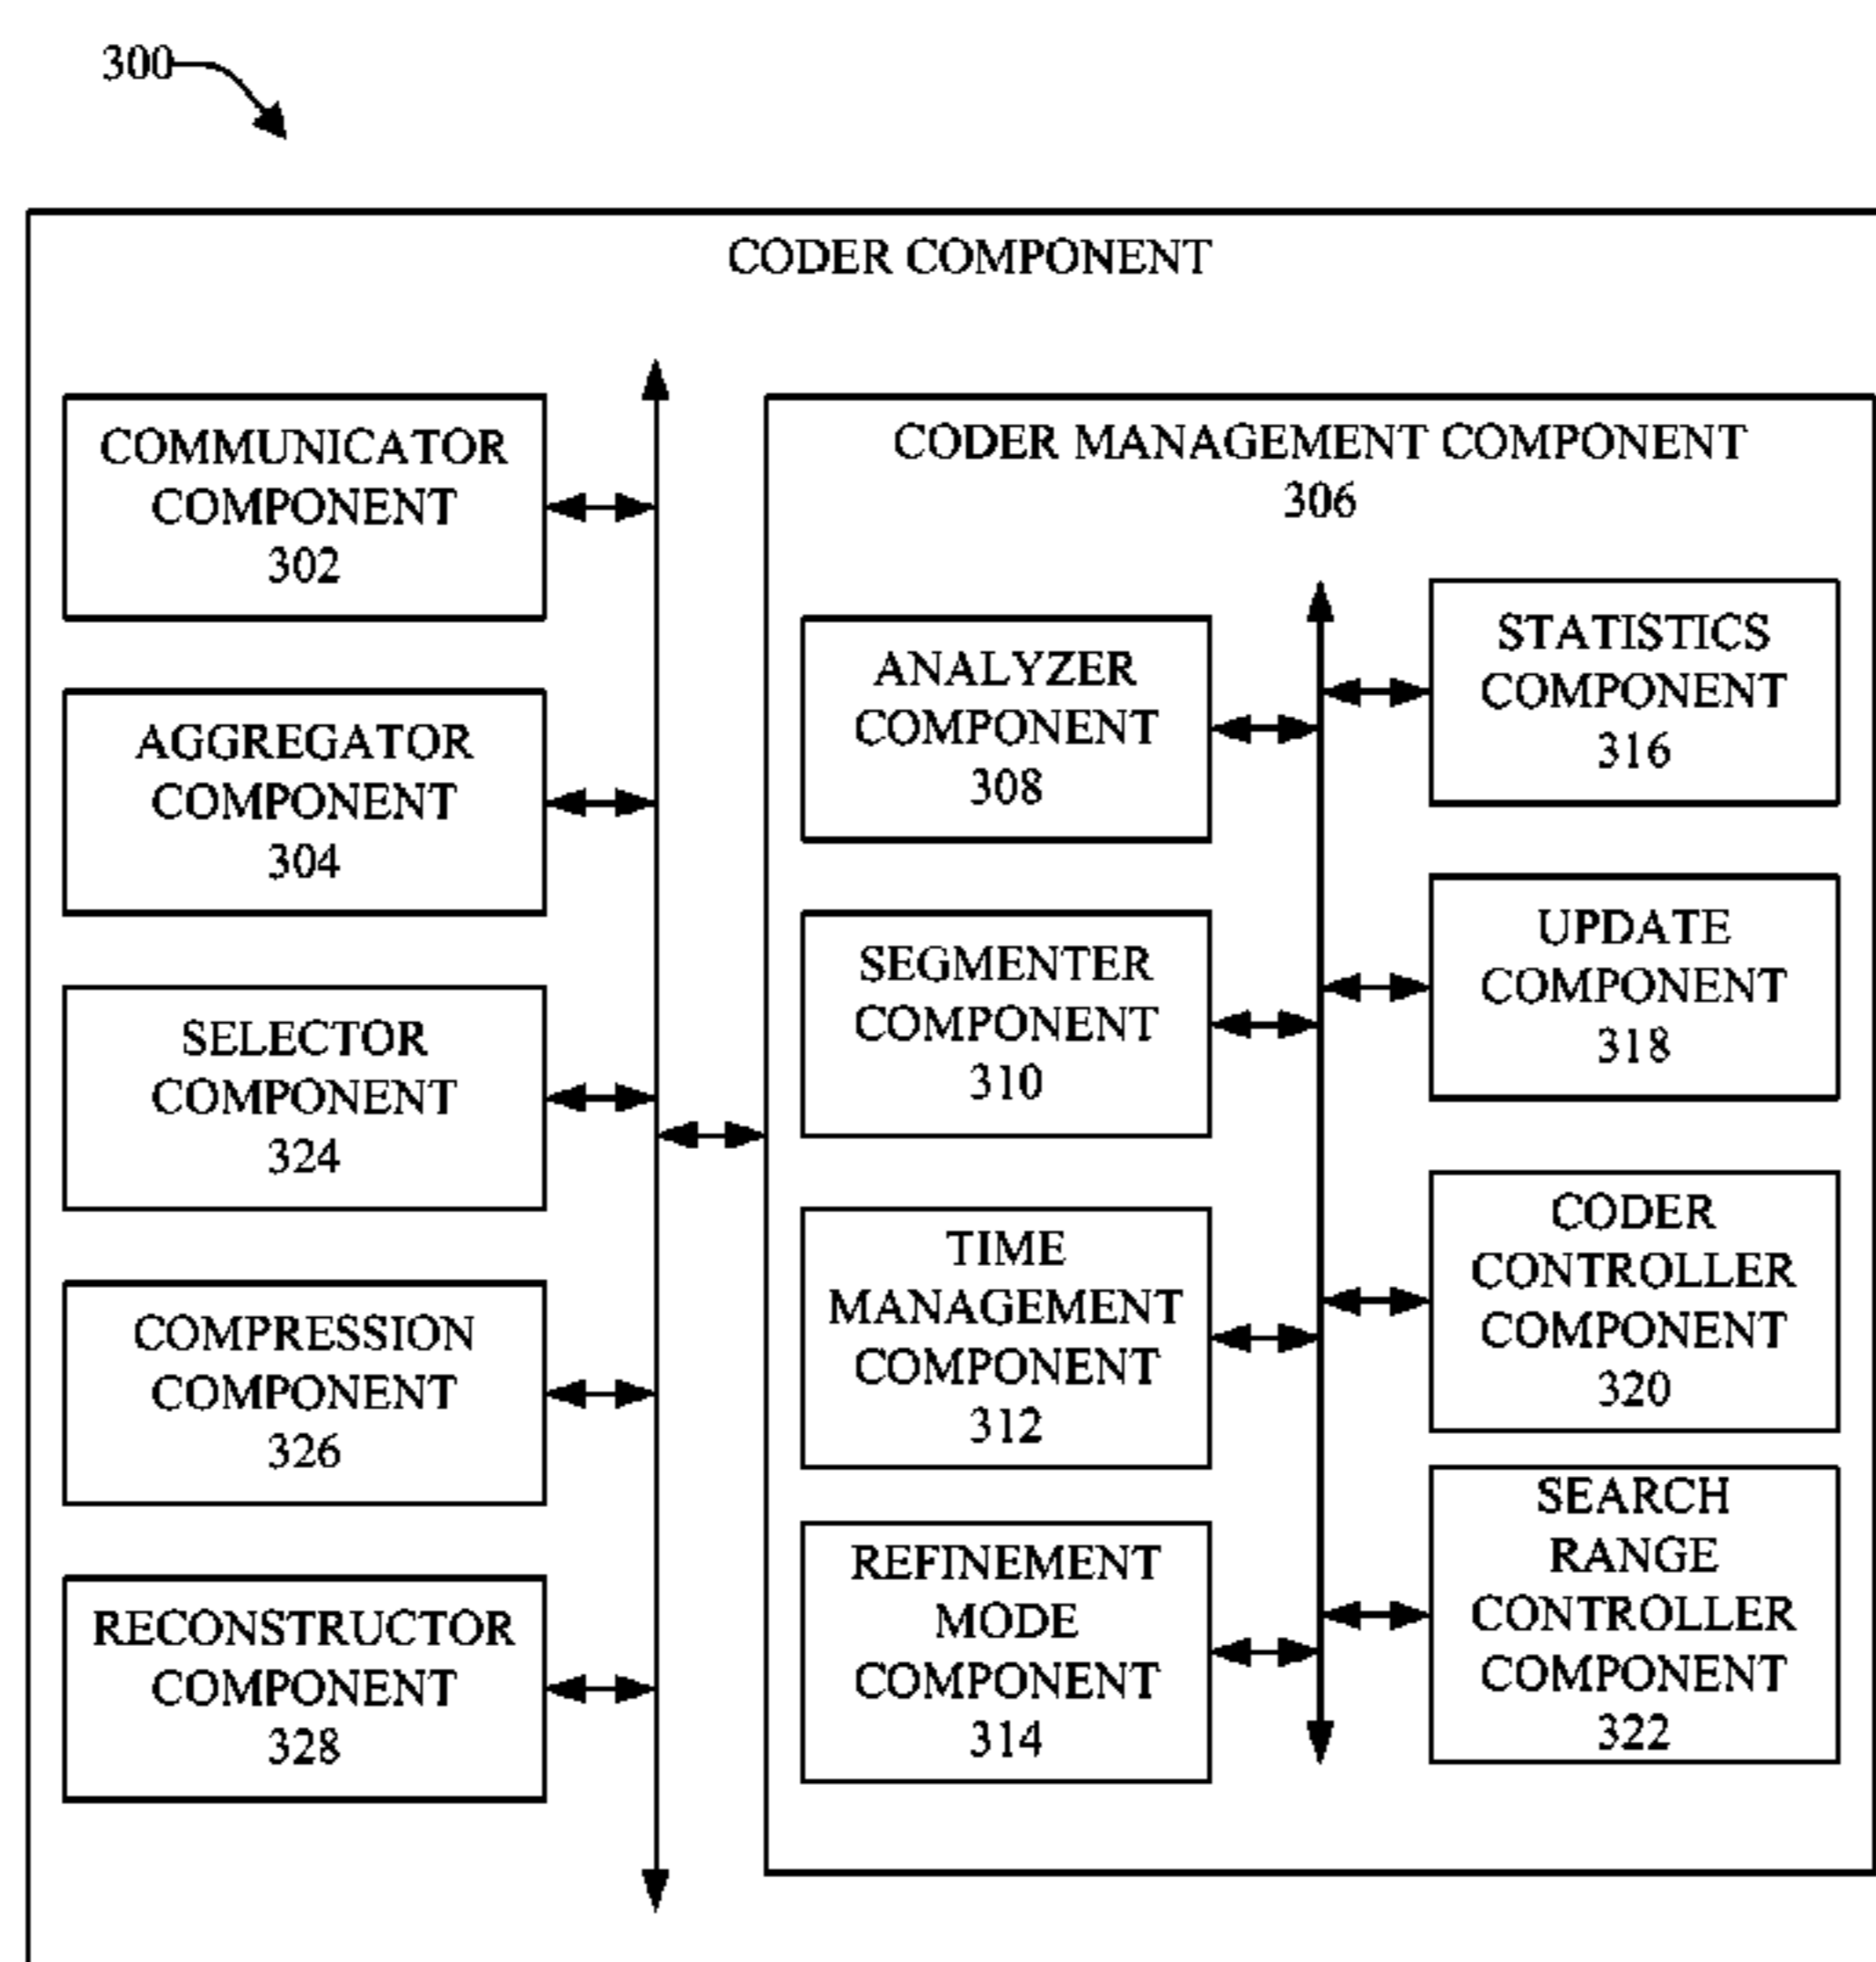 300
CODER COMPONENT
COMMUNICATOR
COMPONENT
302
AGGREGATOR
COMPONENT
304
SELECTOR
COMPONENT
324
COMPRESSION
COMPONENT
326
RECONSTRUCTOR
COMPONENT
328
CODER MANAGEMENT COMPONENT
306
ANALYZER
COMPONENT
308
SEGMENTER
COMPONENT
310
TIME
MANAGEMENT
COMPONENT
312
REFINEMENT
MODE
COMPONENT
314
STATISTICS
COMPONENT
316
UPDATE
COMPONENT
318
CODER
CONTROLLER
COMPONENT
320
SEARCH
RANGE
CONTROLLER
COMPONENT
322